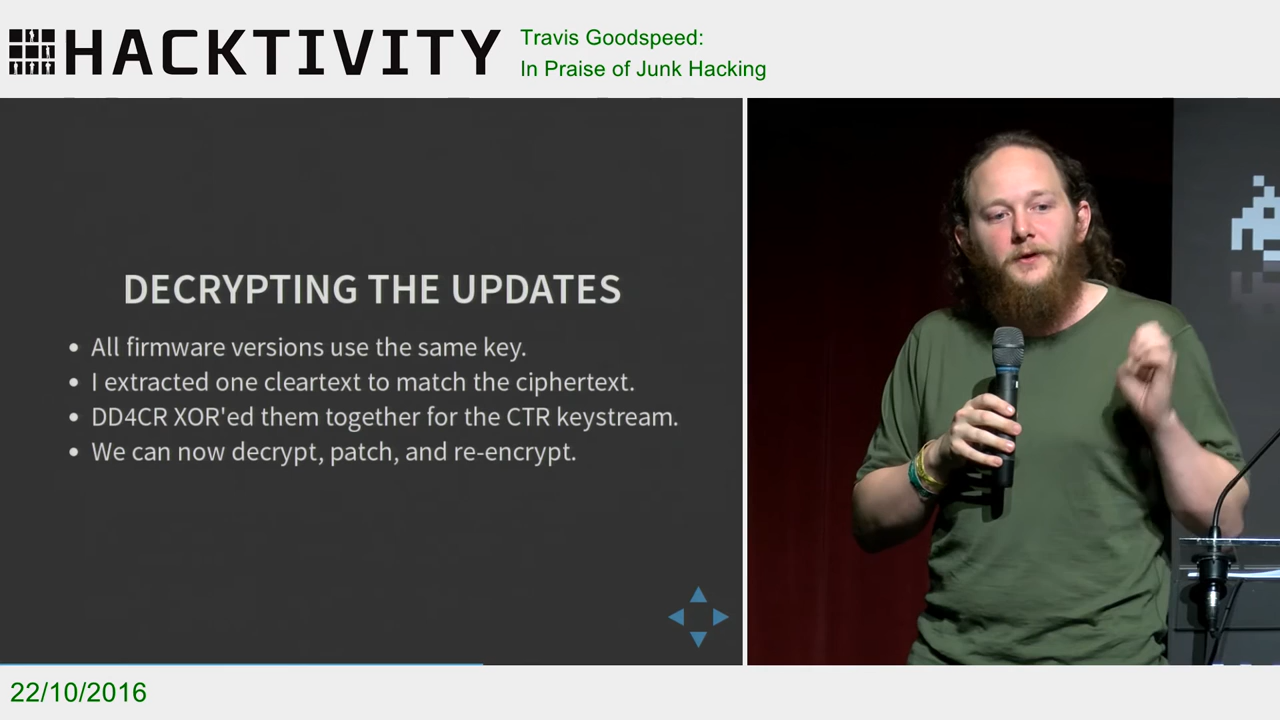 HACKTIVITY
Travis Goodspeed:
In Praise of Junk Hacking
DECRYPTING THE UPDATES
• All firmware versions use the same key.
• I extracted one cleartext to match the ciphertext.
• DD4CR XOR'ed them together for the CTR keystream.
• We can now decrypt, patch, and re-encrypt.
22/10/2016